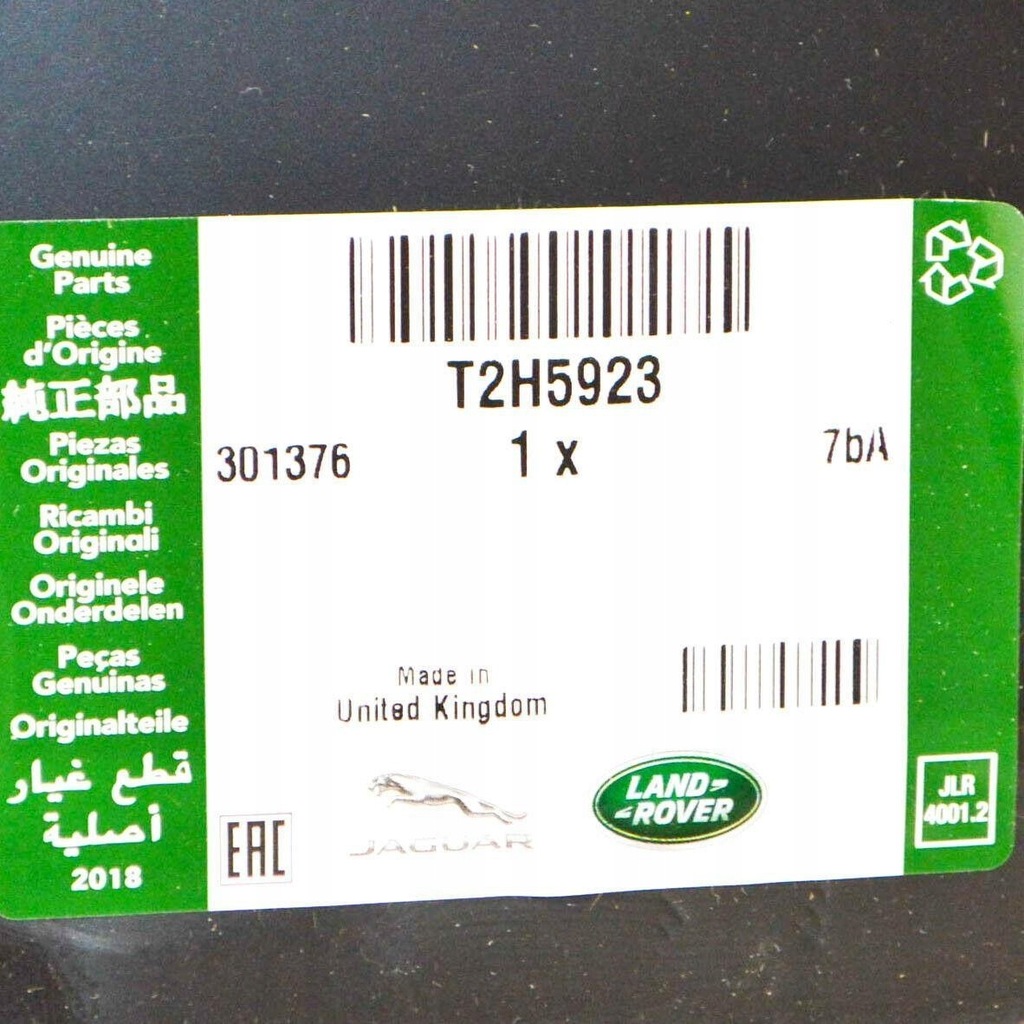 Genuine
Parts
Pièces
d'Origine
純正部品
Piezas
Originales
Ricambi
Originali
Originele
Onderdelen
Peças
Genuinas
Originalteile
قطع غيار
أصلية
2018
T2H5923
301376 1 x 7bA
Made in
United Kingdom
EAC
JAGUAR
LAND
ROVER
JLR
4001.2